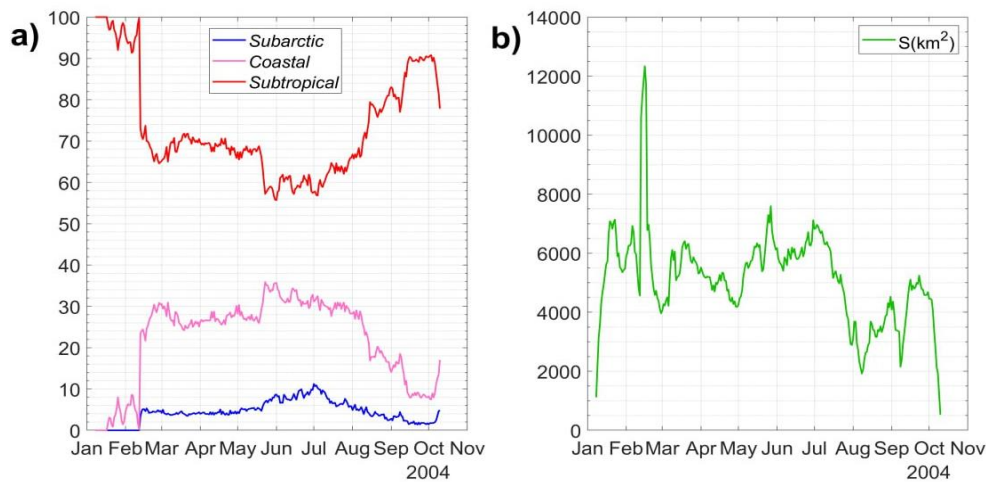 a)
100
90
80
70
60
50
40
30
20
10
0
Subarctic
Coastal
Subtropical
Jan Feb Mar Apr May Jun Jul Aug Sep Oct Nov
2004
b)
14000
12000
10000
8000
6000
4000
2000
0
S(km²)
Jan Feb Mar Apr May Jun Jul Aug Sep Oct Nov
2004